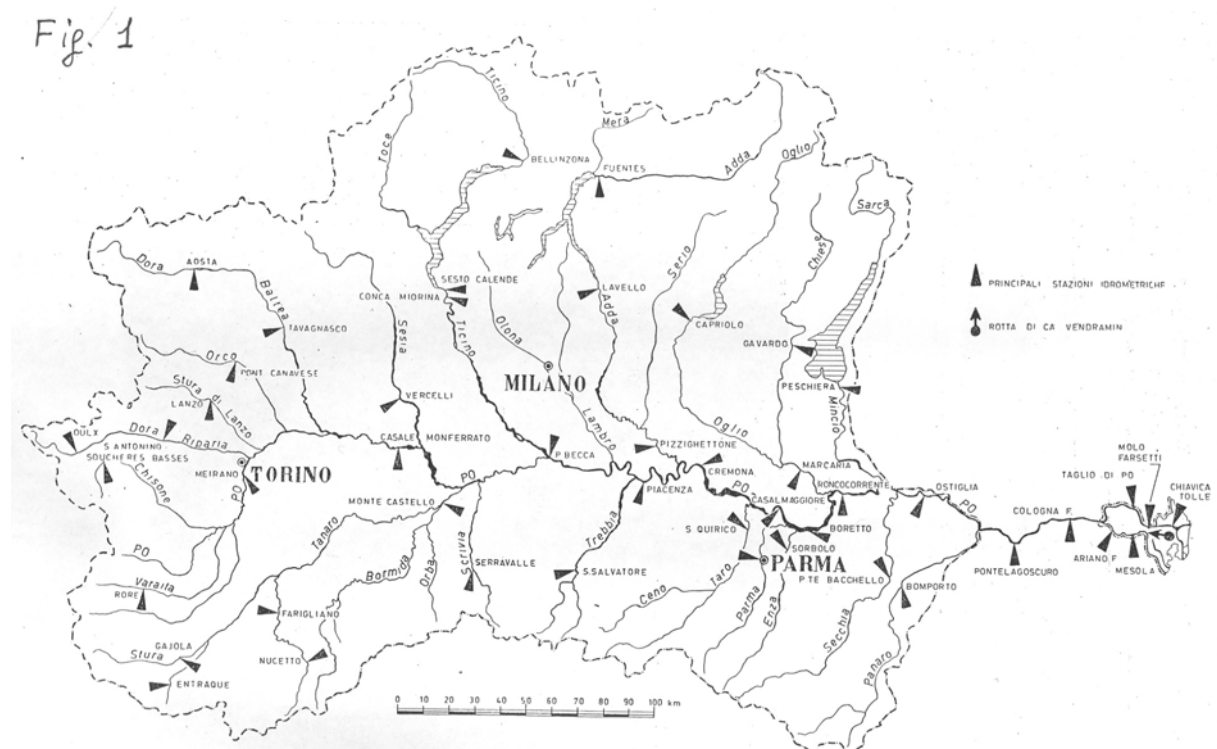 Fig. 1
Ticino
Toce
Mera
BELLINZONA
FUENTES
Adda
Oglio
Sarca
Dora
AOSTA
Baltea
Serio
Chiese
SESTO CALENDE
CONCA MIORINA
LAVELLO
Adda
PRINCIPALI STAZIONI IDROMETRICHE
TAVAGNASCO
Sesia
Ticino
Olona
CAPRIOLO
ROTTA DI CA VENDRAMIN
GAVARDO
Orco
PONT CANAVESE
MILANO
PESCHIERA
Stura di Lanzo
LANZO
VERCELLI
Mincio
OULX
Dora Riparia
S. ANTONINO
SOUCHERES BASSES
CASALE MONFERRATO
Lambro
Oglio
PIZZIGHETTONE
MEIRANO
TORINO
P. BECCA
CREMONA
MARCARIA
MOLO FARSETTI
Chisone
PO
PO
RONCOCORRENTE
TAGLIO DI PO
CHIAVICA TOLLE
MONTE CASTELLO
PIACENZA
PO
CASALMAGGIORE
OSTIGLIA
PO
COLOGNA F.
Tanaro
Trebbia
S QUIRICO
BORETTO
SORBOLO
PO
Bormida
Orba
Scrivia
SERRAVALLE
PARMA
ARIANO F.
MESOLA
PONTELAGOSCURO
Varaita
RORE
S. SALVATORE
Taro
P.TE BACCHELLO
BOMPORTO
FARIGLIANO
Ceno
Parma
Enza
GAJOLA
Stura
NUCETTO
Secchia
Panaro
ENTRAQUE
0 10 20 30 40 50 60 70 80 90 100 km